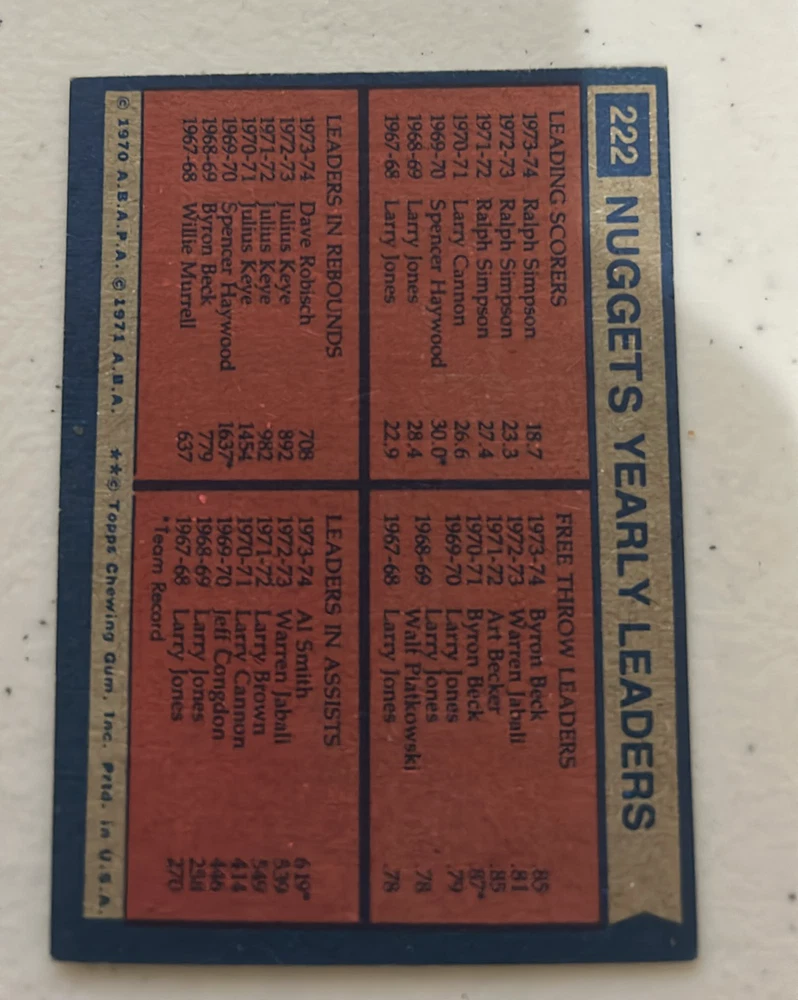 222 NUGGETS YEARLY LEADERS
LEADING SCORERS
1973-74 Ralph Simpson 18.7
1972-73 Ralph Simpson 23.3
1971-72 Ralph Simpson 27.4
1970-71 Larry Cannon 26.6
1969-70 Spencer Haywood 30.0*
1968-69 Larry Jones 28.4
1967-68 Larry Jones 22.9
FREE THROW LEADERS
1973-74 Byron Beck .85
1972-73 Warren Jabali .81
1971-72 Art Becker .85
1970-71 Byron Beck .87*
1969-70 Larry Jones .79
Larry Jones
1968-69 .78
Walt Piatkowski
1967-68 Larry Jones .78
LEADERS IN REBOUNDS
1973-74 Dave Robisch 708
1972-73 Julius Keye 892
1971-72 Julius Keye 982
1970-71 Julius Keye 1454
1969-70 Spencer Haywood 1637*
1968-69 Byron Beck 779
1967-68 Willie Murrell 637
LEADERS IN ASSISTS
1973-74 Al Smith 619*
1972-73 Warren Jabali 539
1971-72 Larry Brown 549
1970-71 Larry Cannon 414
1969-70 Jeff Congdon 446
1968-69 Larry Jones 258
1967-68 Larry Jones 270
*Team Record
© 1970 A.B.A.P.A. © 1971 A.B.A. ★★© Topps Chewing Gum, Inc. Prtd. in U.S.A.